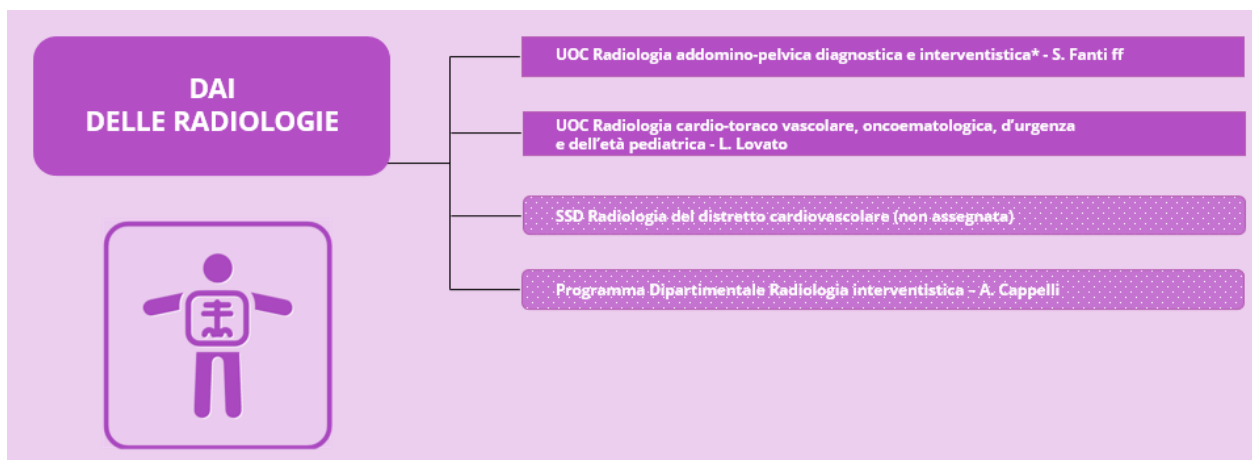 DAI
DELLE RADIOLOGIE
UOC Radiologia addomino-pelvica diagnostica e interventistica* - S. Fanti ff
UOC Radiologia cardio-toraco vascolare, oncoematologica, d’urgenza
e dell’età pediatrica - L. Lovato
SSD Radiologia del distretto cardiovascolare (non assegnata)
Programma Dipartimentale Radiologia interventistica – A. Cappelli